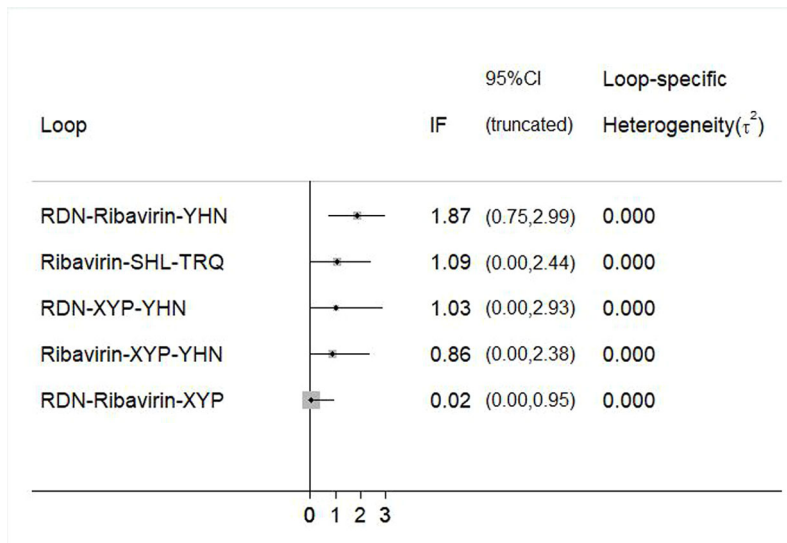 95%CI Loop-specific
Loop IF (truncated) Heterogeneity(τ²)
RDN-Ribavirin-YHN 1.87 (0.75,2.99) 0.000
Ribavirin-SHL-TRQ 1.09 (0.00,2.44) 0.000
RDN-XYP-YHN 1.03 (0.00,2.93) 0.000
Ribavirin-XYP-YHN 0.86 (0.00,2.38) 0.000
RDN-Ribavirin-XYP 0.02 (0.00,0.95) 0.000
0 1 2 3